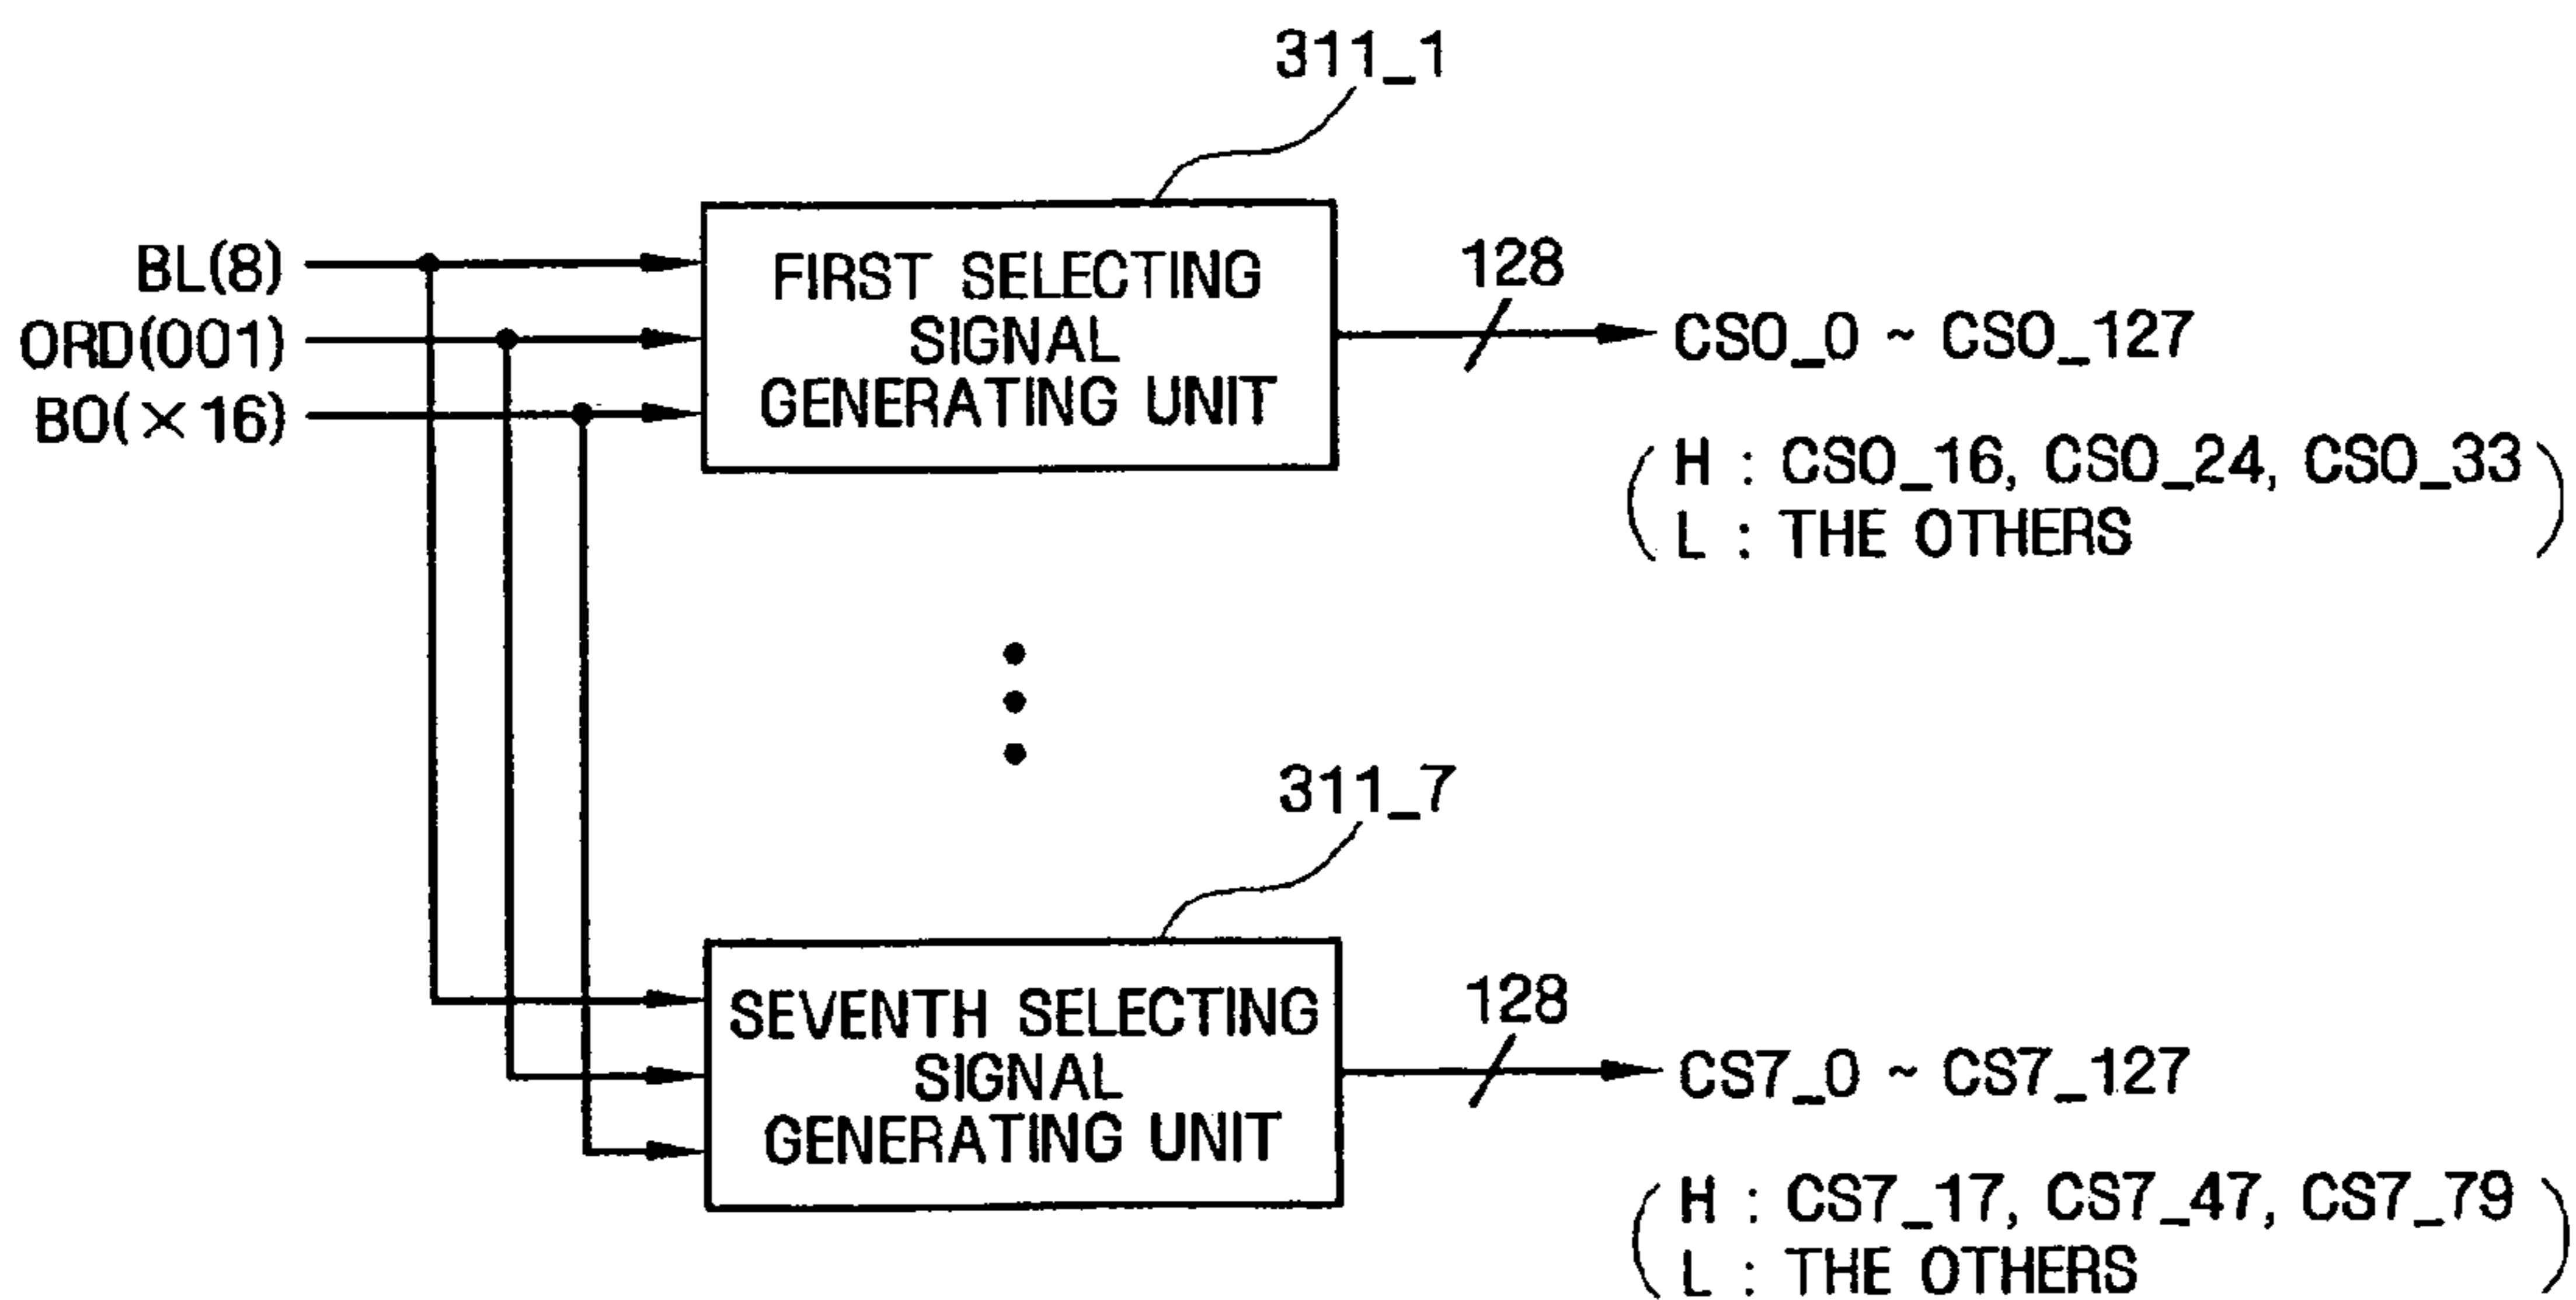 311_1
BL(8)
ORD(001)
BO(×16)
FIRST SELECTING
SIGNAL
GENERATING UNIT
128
CS0_0 ~ CS0_127
( H : CS0_16, CS0_24, CS0_33 )
L : THE OTHERS
311_7
SEVENTH SELECTING
SIGNAL
GENERATING UNIT
128
CS7_0 ~ CS7_127
( H : CS7_17, CS7_47, CS7_79 )
L : THE OTHERS